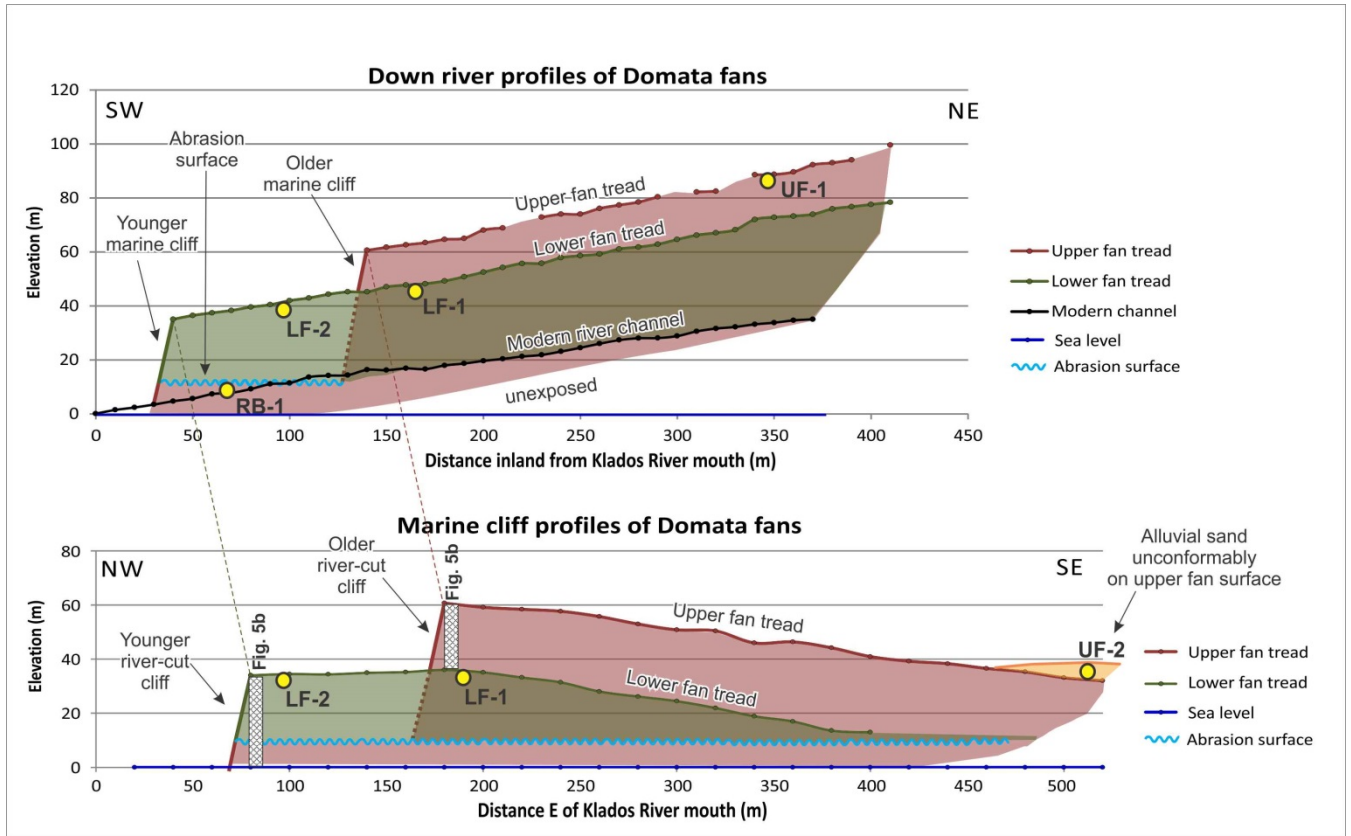 Down river profiles of Domata fans
120
100
80
60
40
20
0
Elevation (m)
SW
NE
Abrasion
surface
Older
marine cliff
Younger
marine cliff
Upper fan tread
Lower fan tread
Modern river channel
unexposed
UF-1
LF-1
LF-2
RB-1
0 50 100 150 200 250 300 350 400 450
Distance inland from Klados River mouth (m)
Upper fan tread
Lower fan tread
Modern channel
Sea level
Abrasion surface
Marine cliff profiles of Domata fans
80
60
40
20
0
Elevation (m)
NW
SE
Older
river-cut
cliff
Younger
river-cut
cliff
Fig. 5b
Fig. 5b
Upper fan tread
Lower fan tread
LF-2
LF-1
UF-2
Alluvial sand
unconformably
on upper fan surface
0 50 100 150 200 250 300 350 400 450 500
Distance E of Klados River mouth (m)
Upper fan tread
Lower fan tread
Sea level
Abrasion surface